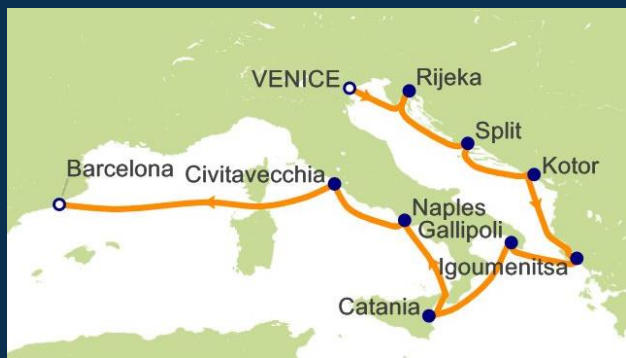 VENICE
Rijeka
Split
Kotor
Barcelona
Civitavecchia
Naples
Gallipoli
Igoumenitsa
Catania